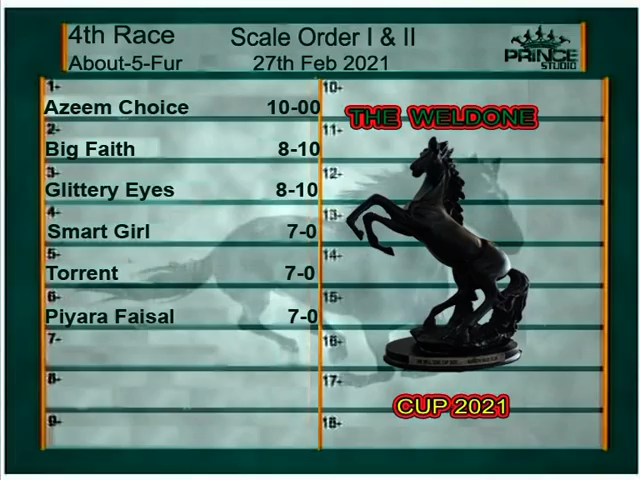 4th Race
Scale Order I & II
About-5-Fur
27th Feb 2021
PRINCE
STUDIO
1-
Azeem Choice 10-00
2-
Big Faith 8-10
3-
Glittery Eyes 8-10
4-
Smart Girl 7-0
5-
Torrent 7-0
6-
Piyara Faisal 7-0
7-
8-
9-
10-
THE WELDONE
11-
12-
13-
14-
15-
16-
17-
CUP 2021
18-